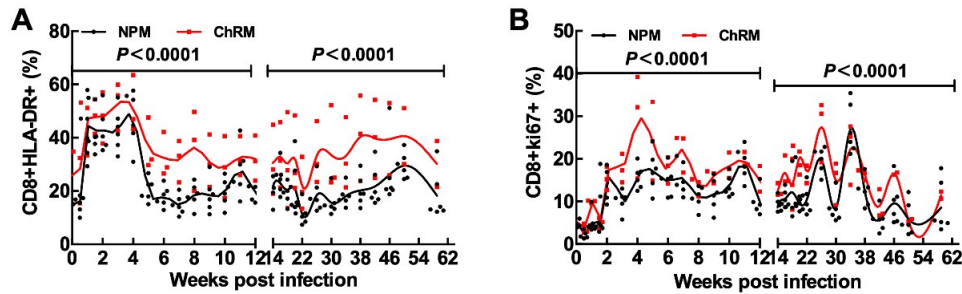 A
NPM ChRM
P<0.0001 P<0.0001
CD8+HLA-DR+ (%)
80
60
40
20
0
0 2 4 6 8 10 12 14 22 30 38 46 54 62
Weeks post infection
B
NPM ChRM
P<0.0001 P<0.0001
CD8+ki67+ (%)
50
40
30
20
10
0
0 2 4 6 8 10 12 14 22 30 38 46 54 62
Weeks post infection